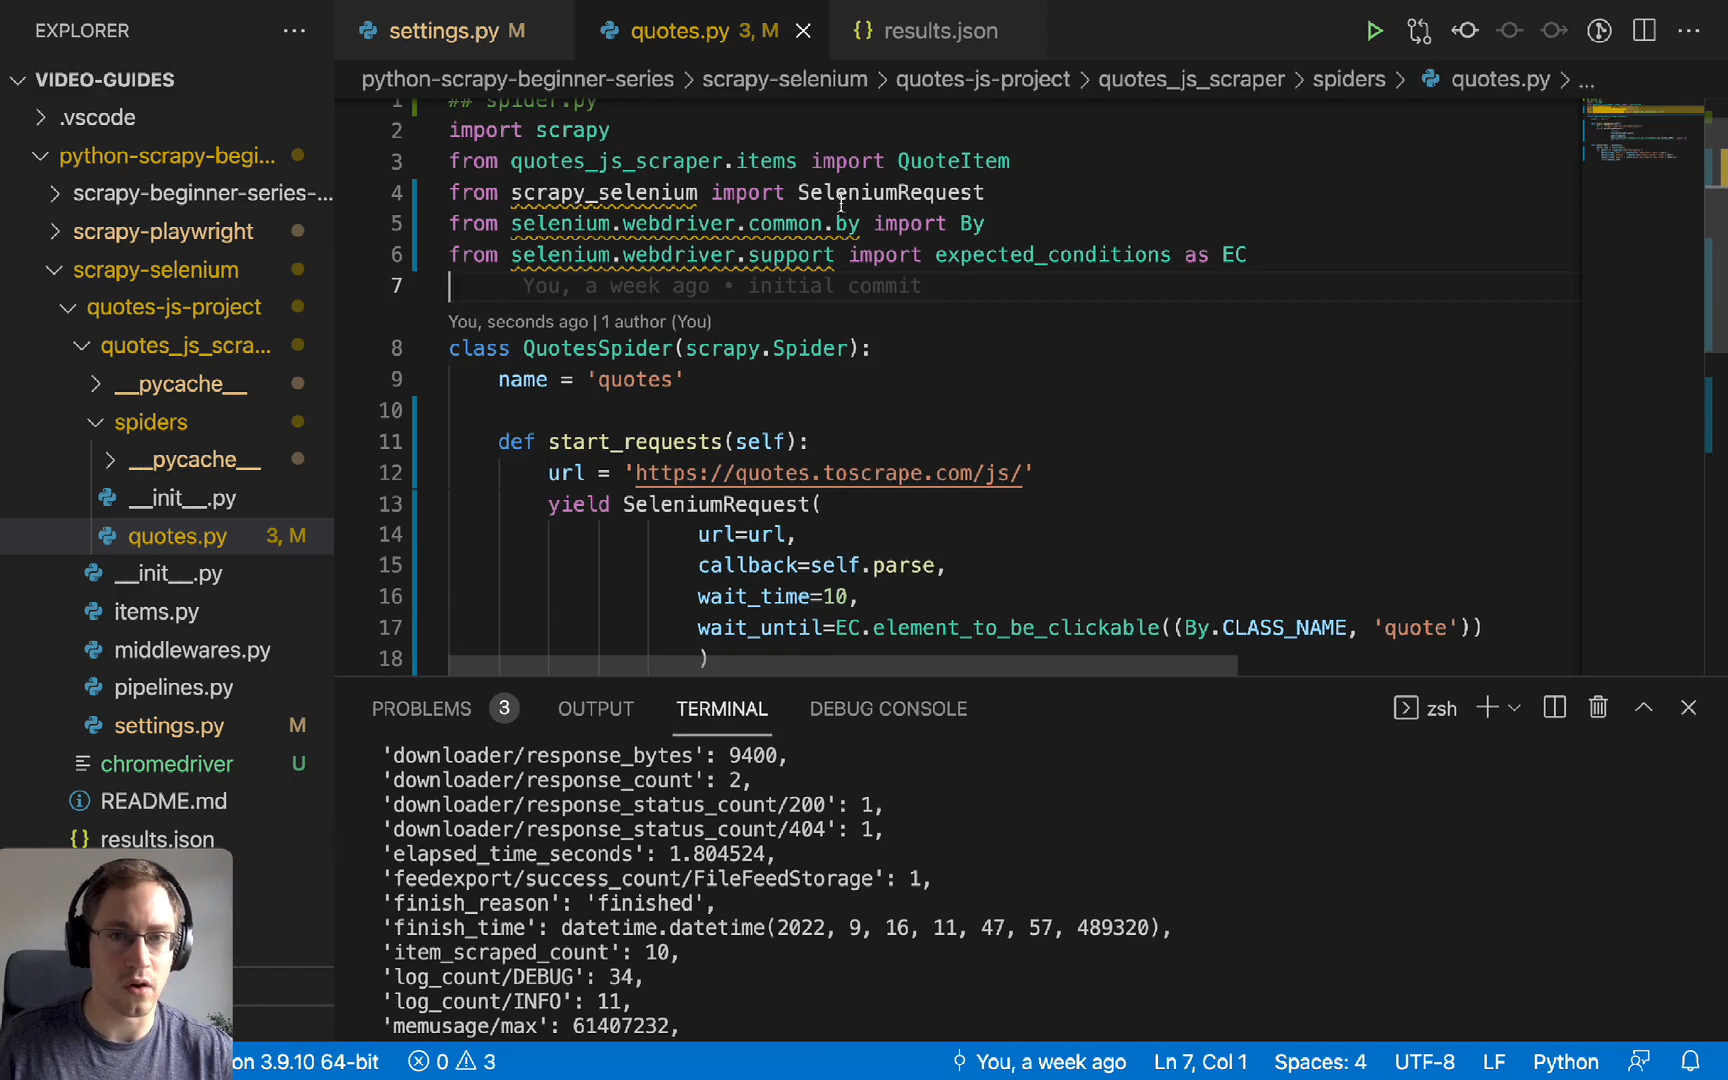 EXPLORER
VIDEO-GUIDES
.vscode
python-scrapy-begi...
scrapy-beginner-series-...
scrapy-playwright
scrapy-selenium
quotes-js-project
quotes_js_scra...
__pycache__
spiders
__pycache__
__init__.py
quotes.py 3, M
__init__.py
items.py
middlewares.py
pipelines.py
settings.py M
chromedriver U
README.md
results.json
settings.py M
quotes.py 3, M
results.json
python-scrapy-beginner-series > scrapy-selenium > quotes-js-project > quotes_js_scraper > spiders > quotes.py > ...
1 ## spider.py
2 import scrapy
3 from quotes_js_scraper.items import QuoteItem
4 from scrapy_selenium import SeleniumRequest
5 from selenium.webdriver.common.by import By
6 from selenium.webdriver.support import expected_conditions as EC
7 You, a week ago • initial commit
You, seconds ago | 1 author (You)
8 class QuotesSpider(scrapy.Spider):
9 name = 'quotes'
10
11 def start_requests(self):
12 url = 'https://quotes.toscrape.com/js/'
13 yield SeleniumRequest(
14 url=url,
15 callback=self.parse,
16 wait_time=10,
17 wait_until=EC.element_to_be_clickable((By.CLASS_NAME, 'quote'))
18 )
PROBLEMS 3 OUTPUT TERMINAL DEBUG CONSOLE zsh
'downloader/response_bytes': 9400,
'downloader/response_count': 2,
'downloader/response_status_count/200': 1,
'downloader/response_status_count/404': 1,
'elapsed_time_seconds': 1.804524,
'feedexport/success_count/FileFeedStorage': 1,
'finish_reason': 'finished',
'finish_time': datetime.datetime(2022, 9, 16, 11, 47, 57, 489320),
'item_scraped_count': 10,
'log_count/DEBUG': 34,
'log_count/INFO': 11,
'memusage/max': 61407232,
on 3.9.10 64-bit 0 3 You, a week ago Ln 7, Col 1 Spaces: 4 UTF-8 LF Python